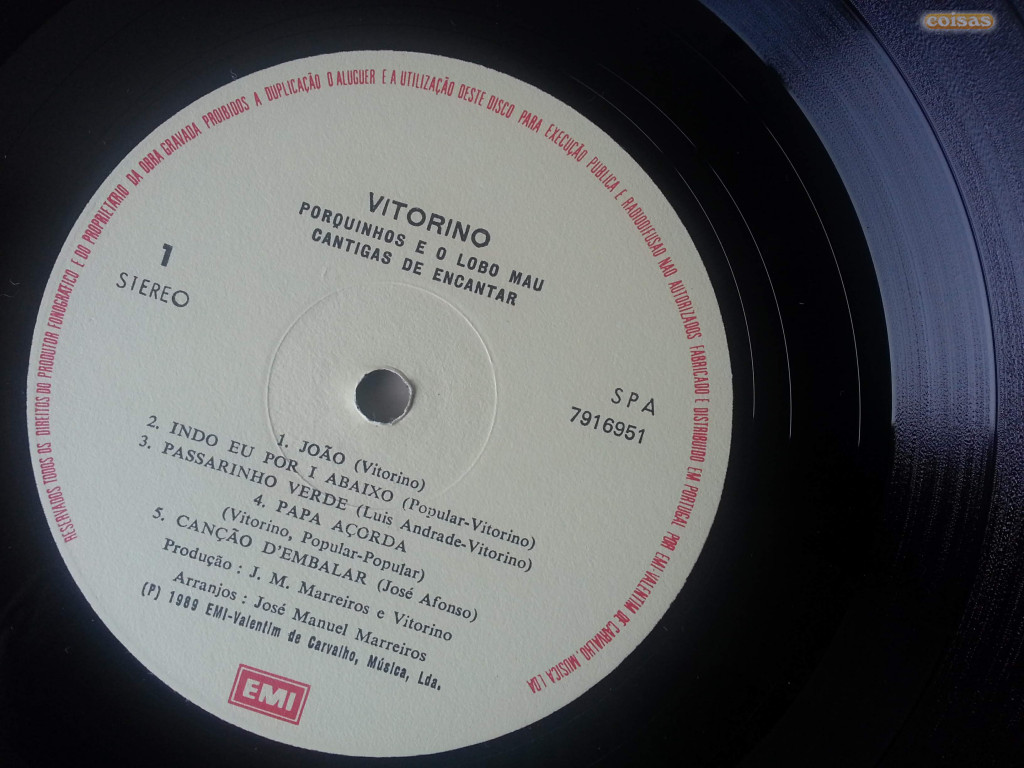 coisas
RESERVADOS TODOS OS DIREITOS DO PRODUTOR FONOGRAFICO E DO PROPRIETARIO DA OBRA GRAVADA PROIBIDOS A DUPLICAÇÃO O ALUGUER E A UTILIZAÇÃO DESTE DISCO PARA EXECUÇÃO PUBLICA E RADIODIFUSAO NAO AUTORIZADOS FABRICADO E DISTRIBUIDO EM PORTUGAL POR EMI-VALENTIM DE CARVALHO, MUSICA LDA
VITORINO
PORQUINHOS E O LOBO MAU
CANTIGAS DE ENCANTAR
1
STEREO
SPA
7916951
1. JOÃO (Vitorino)
2. INDO EU POR I ABAIXO (Popular-Vitorino)
3. PASSARINHO VERDE (Luis Andrade-Vitorino)
4. PAPA AÇORDA
(Vitorino, Popular-Popular)
5. CANÇÃO D'EMBALAR (José Afonso)
Produção : J. M. Marreiros e Vitorino
Arranjos : José Manuel Marreiros
(P) 1989 EMI-Valentim de Carvalho, Música, Lda.
EMI